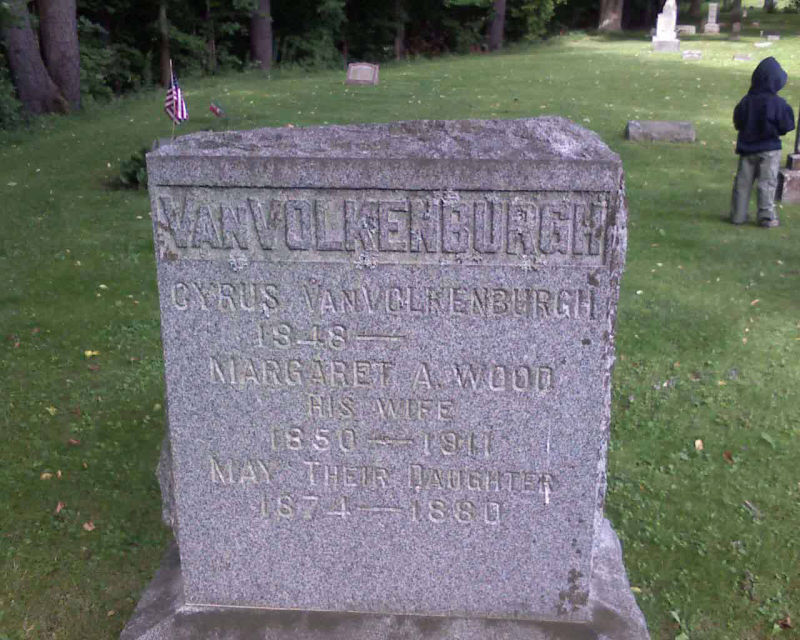 VANVOLKENBURGH
CYRUS VANVOLKENBURGH
1848—
MARGARET A. WOOD
HIS WIFE
1850—1911
MAY THEIR DAUGHTER
1874—1880